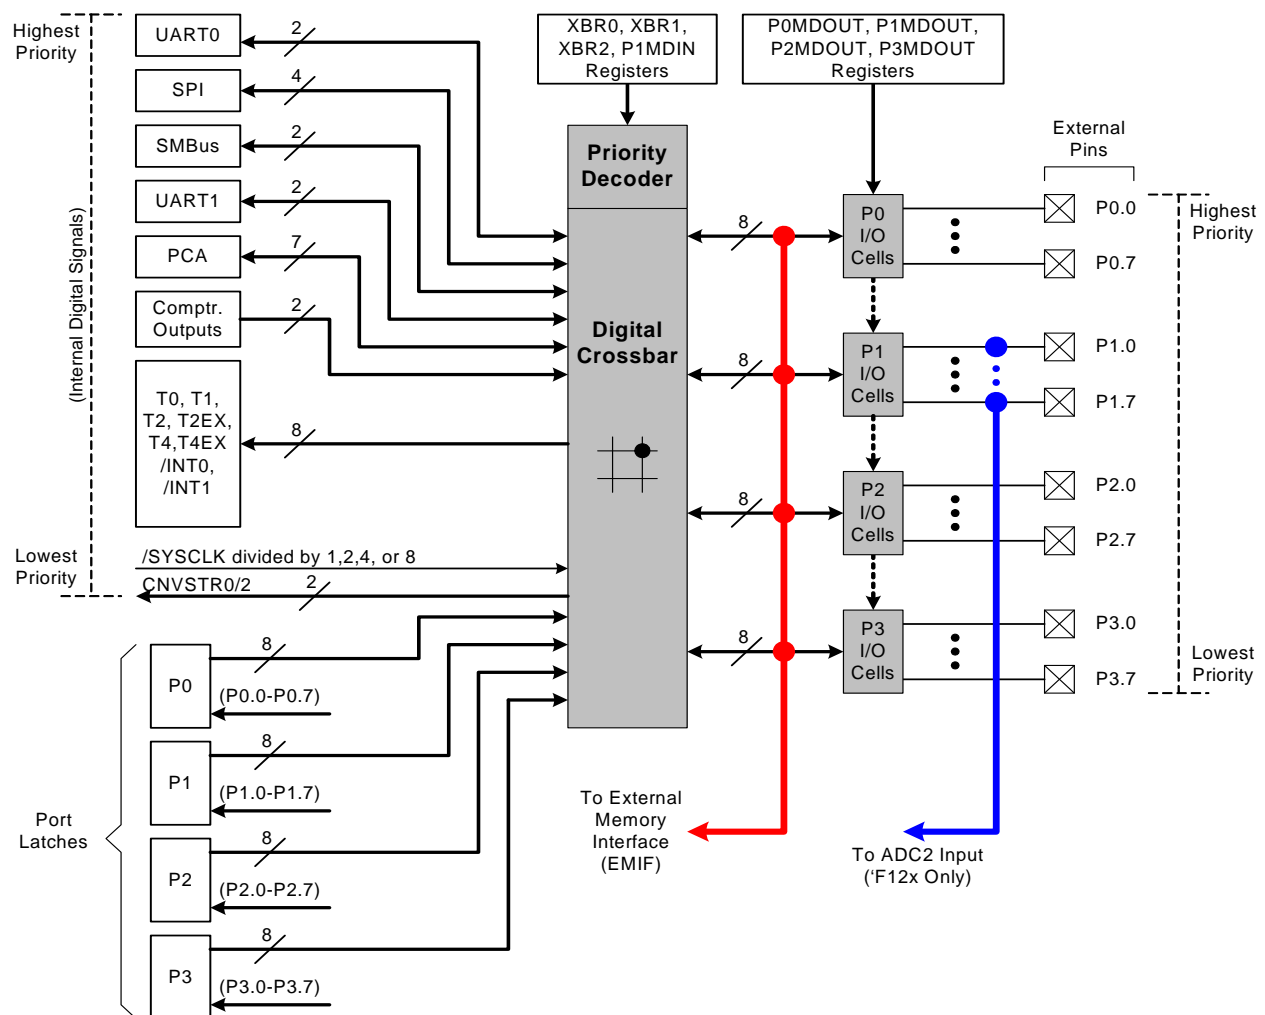 Highest
Priority
UART0
2
SPI
4
SMBus
2
UART1
2
PCA
7
Comptr.
Outputs
2
T0, T1,
T2, T2EX,
T4,T4EX
/INT0,
/INT1
8
(Internal Digital Signals)
Lowest
Priority
/SYSCLK divided by 1,2,4, or 8
CNVSTR0/2
2
XBR0, XBR1,
XBR2, P1MDIN
Registers
P0MDOUT, P1MDOUT,
P2MDOUT, P3MDOUT
Registers
Priority
Decoder
Digital
Crossbar
8
8
8
8
P0
I/O
Cells
P1
I/O
Cells
P2
I/O
Cells
P3
I/O
Cells
External
Pins
P0.0
P0.7
P1.0
P1.7
P2.0
P2.7
P3.0
P3.7
Highest
Priority
Lowest
Priority
Port
Latches
P0
8
(P0.0-P0.7)
P1
8
(P1.0-P1.7)
P2
8
(P2.0-P2.7)
P3
8
(P3.0-P3.7)
To External
Memory
Interface
(EMIF)
To ADC2 Input
(‘F12x Only)